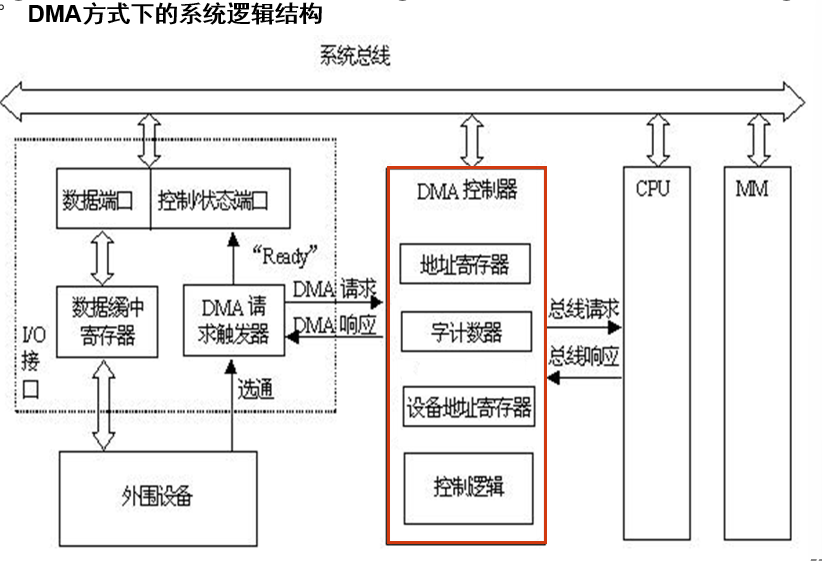 DMA方式下的系统逻辑结构
系统总线
数据端口
控制/状态端口
DMA 控制器
CPU
MM
“Ready”
地址寄存器
数据缓冲
寄存器
DMA 请
求触发器
DMA 请求
DMA 响应
字计数器
总线请求
总线响应
I/O
接
口
选通
设备地址寄存器
外围设备
控制逻辑